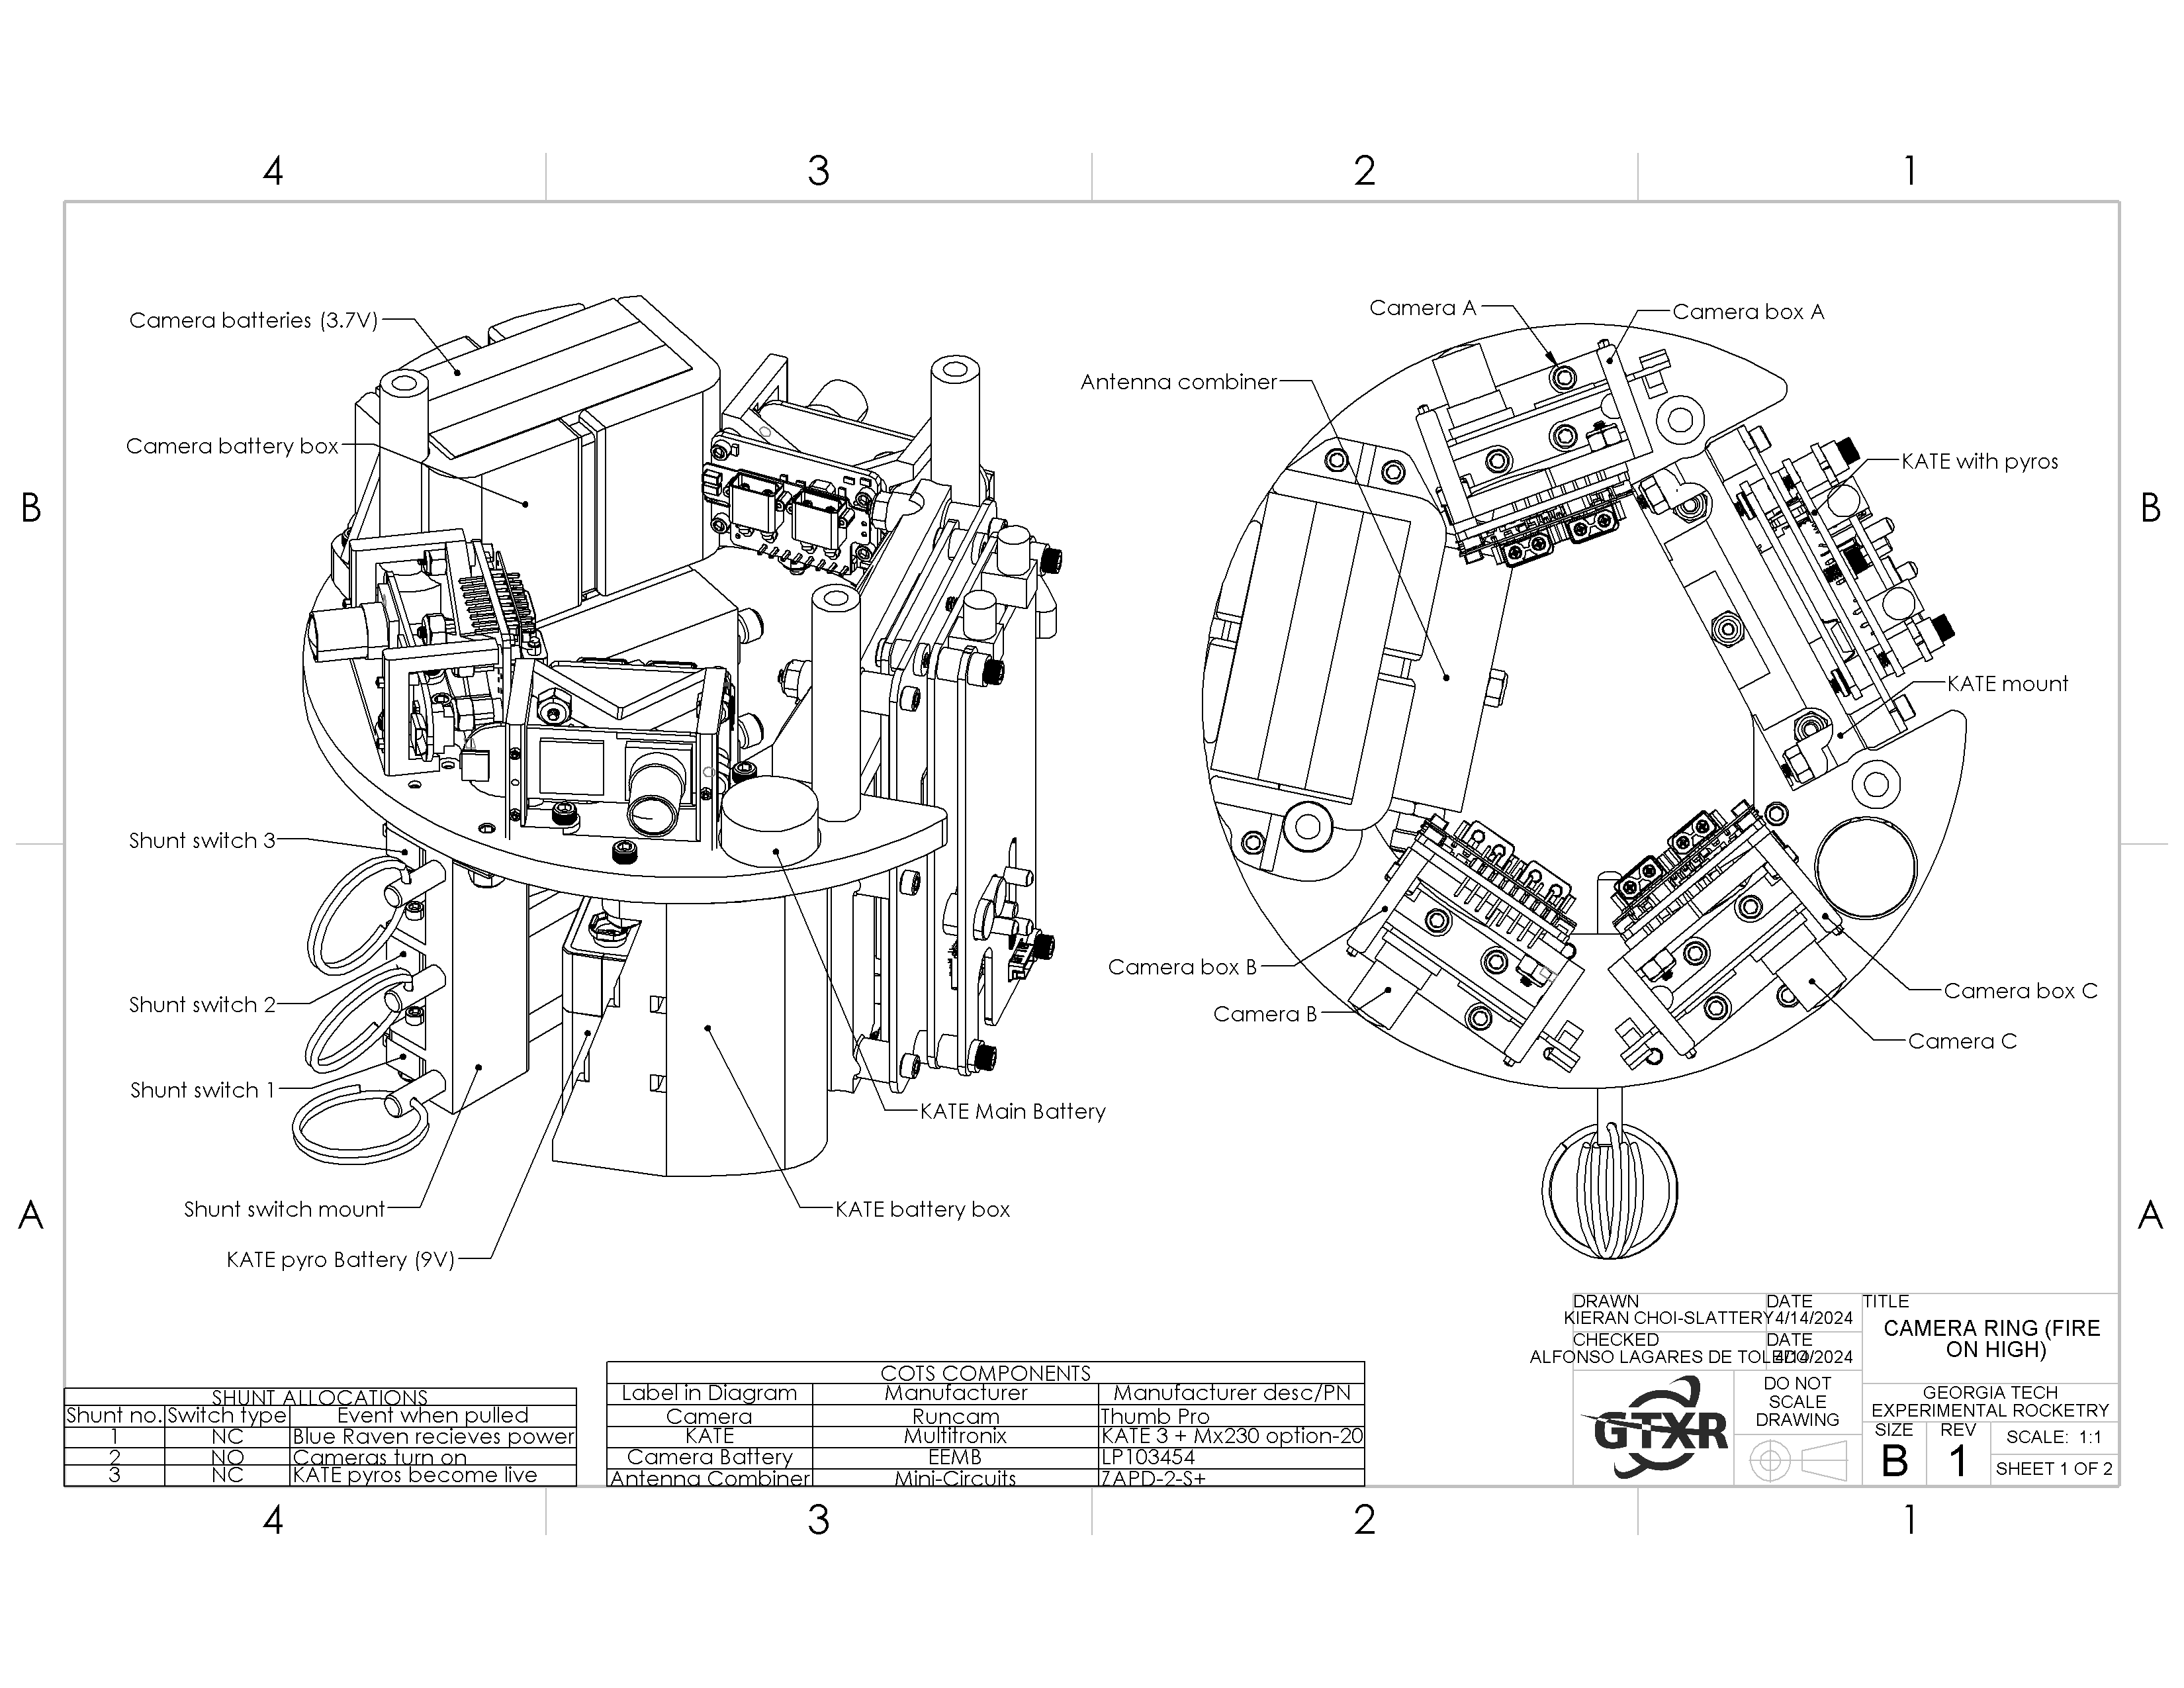 4 3 2 1
B B
A A
Camera batteries (3.7V)
Camera battery box
Shunt switch 3
Shunt switch 2
Shunt switch 1
Shunt switch mount
KATE pyro Battery (9V)
KATE battery box
KATE Main Battery
Camera A
Camera box A
Antenna combiner
KATE with pyros
KATE mount
Camera box B
Camera B
Camera box C
Camera C
SHUNT ALLOCATIONS
Shunt no. Switch type Event when pulled
1 NC Blue Raven recieves power
2 NO Cameras turn on
3 NC KATE pyros become live
COTS COMPONENTS
Label in Diagram Manufacturer Manufacturer desc/PN
Camera Runcam Thumb Pro
KATE Multitronix KATE 3 + Mx230 option-20
Camera Battery EEMB LP103454
Antenna Combiner Mini-Circuits ZAPD-2-S+
DRAWN DATE
KIERAN CHOI-SLATTERY 4/14/2024
CHECKED DATE
ALFONSO LAGARES DE TOLEDO 4/14/2024
TITLE
CAMERA RING (FIRE
ON HIGH)
GTXR
DO NOT
SCALE
DRAWING
GEORGIA TECH
EXPERIMENTAL ROCKETRY
SIZE REV
B 1
SCALE: 1:1
SHEET 1 OF 2
4 3 2 1